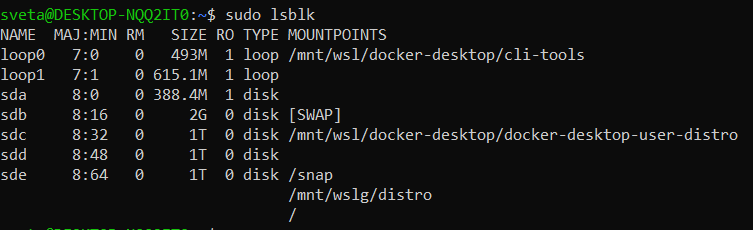 sveta@DESKTOP-NQQ2IT0:~$ sudo lsblk
NAME  MAJ:MIN RM   SIZE RO TYPE MOUNTPOINTS
loop0   7:0    0   493M  1 loop /mnt/wsl/docker-desktop/cli-tools
loop1   7:1    0 615.1M  1 loop
sda     8:0    0 388.4M  1 disk
sdb     8:16   0     2G  0 disk [SWAP]
sdc     8:32   0     1T  0 disk /mnt/wsl/docker-desktop/docker-desktop-user-distro
sdd     8:48   0     1T  0 disk
sde     8:64   0     1T  0 disk /snap
                                /mnt/wslg/distro
                                /